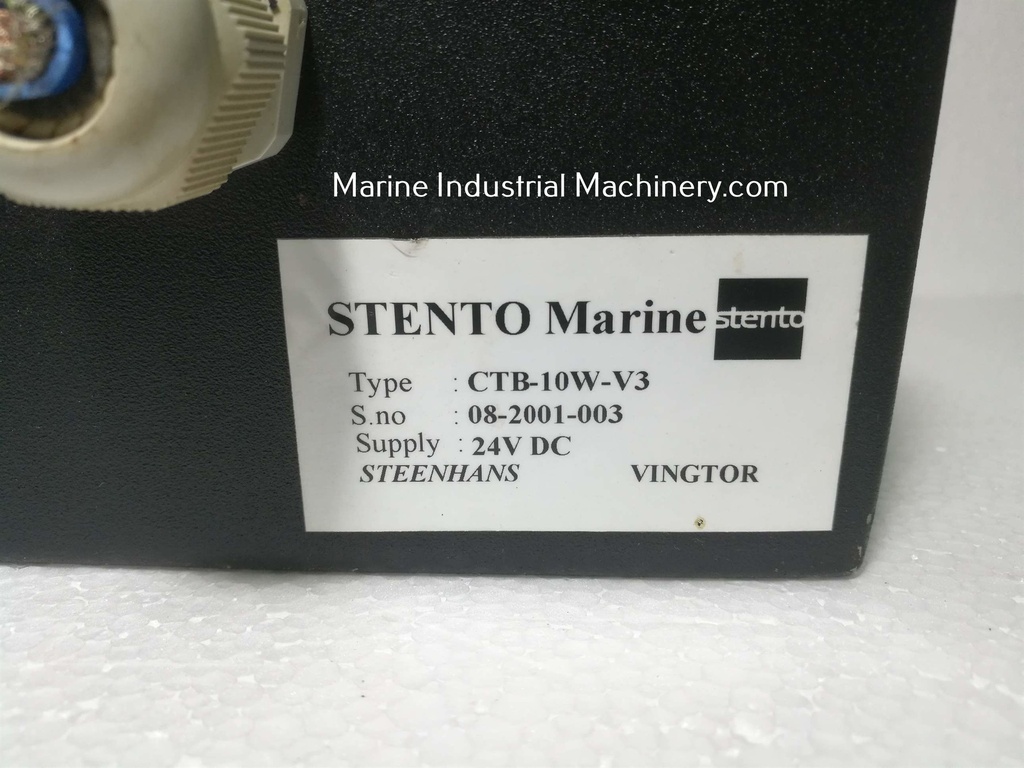 Marine Industrial Machinery.com
STENTO Marine stento
Type : CTB-10W-V3
S.no : 08-2001-003
Supply : 24V DC
STEENHANS VINGTOR